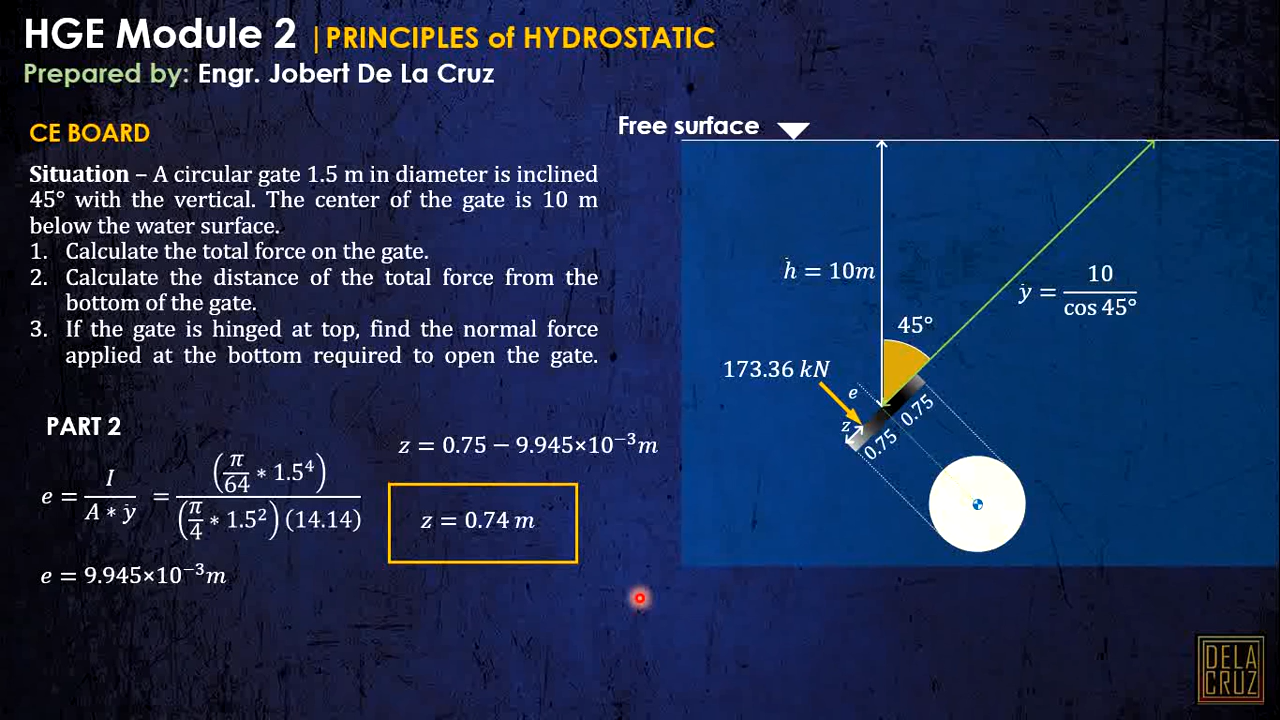 HGE Module 2 |PRINCIPLES of HYDROSTATIC
Prepared by: Engr. Jobert De La Cruz
CE BOARD
Situation – A circular gate 1.5 m in diameter is inclined
45° with the vertical. The center of the gate is 10 m
below the water surface.
1. Calculate the total force on the gate.
2. Calculate the distance of the total force from the
bottom of the gate.
3. If the gate is hinged at top, find the normal force
applied at the bottom required to open the gate.
PART 2
e = I / (A * ẏ) = (π/64 * 1.5⁴) / ((π/4 * 1.5²)(14.14))
e = 9.945×10⁻³m
z = 0.75 − 9.945×10⁻³m
z = 0.74 m
Free surface
ḣ = 10m
ẏ = 10 / cos 45°
45°
173.36 kN
e
z
0.75
0.75
DELA
CRUZ